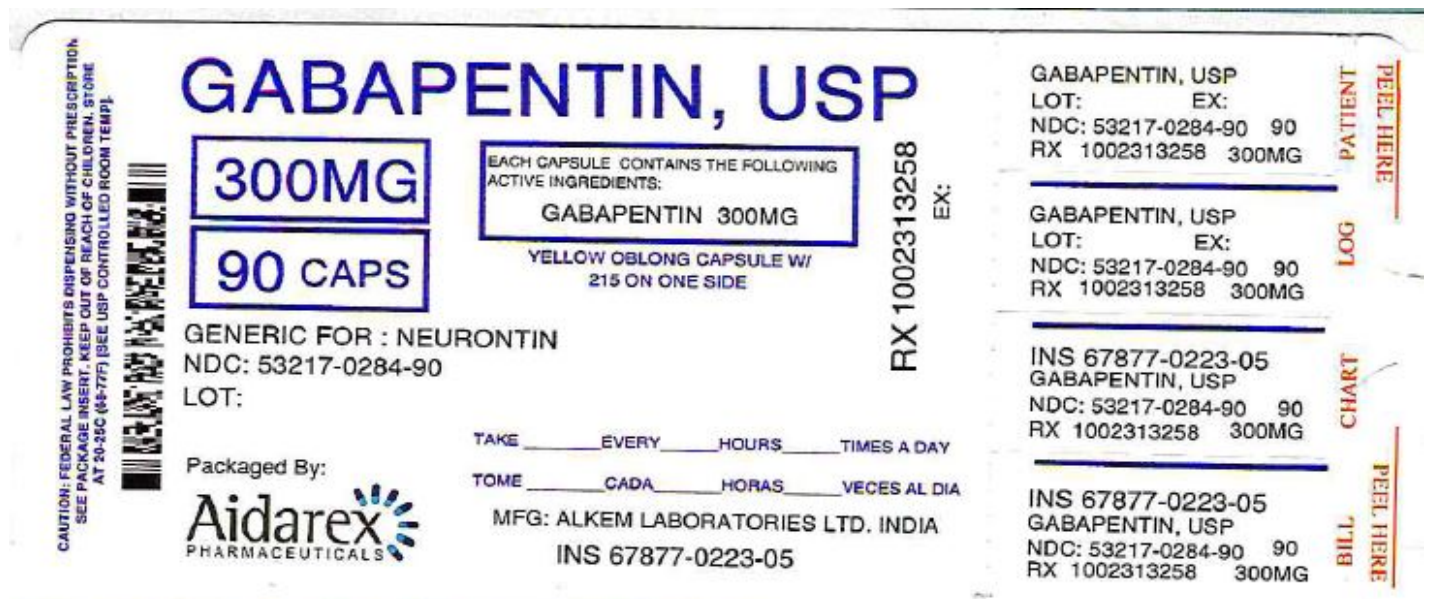 CAUTION: FEDERAL LAW PROHIBITS DISPENSING WITHOUT PRESCRIPTION
SEE PACKAGE INSERT. KEEP OUT OF REACH OF CHILDREN. STORE
AT 20-25C (68-77F) [SEE USP CONTROLLED ROOM TEMP].
GABAPENTIN, USP
300MG
90 CAPS
EACH CAPSULE CONTAINS THE FOLLOWING
ACTIVE INGREDIENTS:
GABAPENTIN 300MG
YELLOW OBLONG CAPSULE W/
215 ON ONE SIDE
GENERIC FOR : NEURONTIN
NDC: 53217-0284-90
LOT:
RX 1002313258
EX:
Packaged By:
Aidarex
PHARMACEUTICALS
TAKE ______ EVERY ______ HOURS ______ TIMES A DAY
TOME ______ CADA ______ HORAS ______ VECES AL DIA
MFG: ALKEM LABORATORIES LTD. INDIA
INS 67877-0223-05
GABAPENTIN, USP
LOT: EX:
NDC: 53217-0284-90 90
RX 1002313258 300MG
PATIENT
PEEL HERE
GABAPENTIN, USP
LOT: EX:
NDC: 53217-0284-90 90
RX 1002313258 300MG
LOG
INS 67877-0223-05
GABAPENTIN, USP
NDC: 53217-0284-90 90
RX 1002313258 300MG
CHART
INS 67877-0223-05
GABAPENTIN, USP
NDC: 53217-0284-90 90
RX 1002313258 300MG
BILL
PEEL HERE